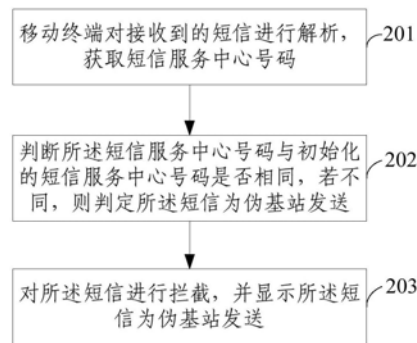 移动终端对接收到的短信进行解析，
获取短信服务中心号码
201
判断所述短信服务中心号码与初始化
的短信服务中心号码是否相同，若不
同，则判定所述短信为伪基站发送
202
对所述短信进行拦截，并显示所述短
信为伪基站发送
203